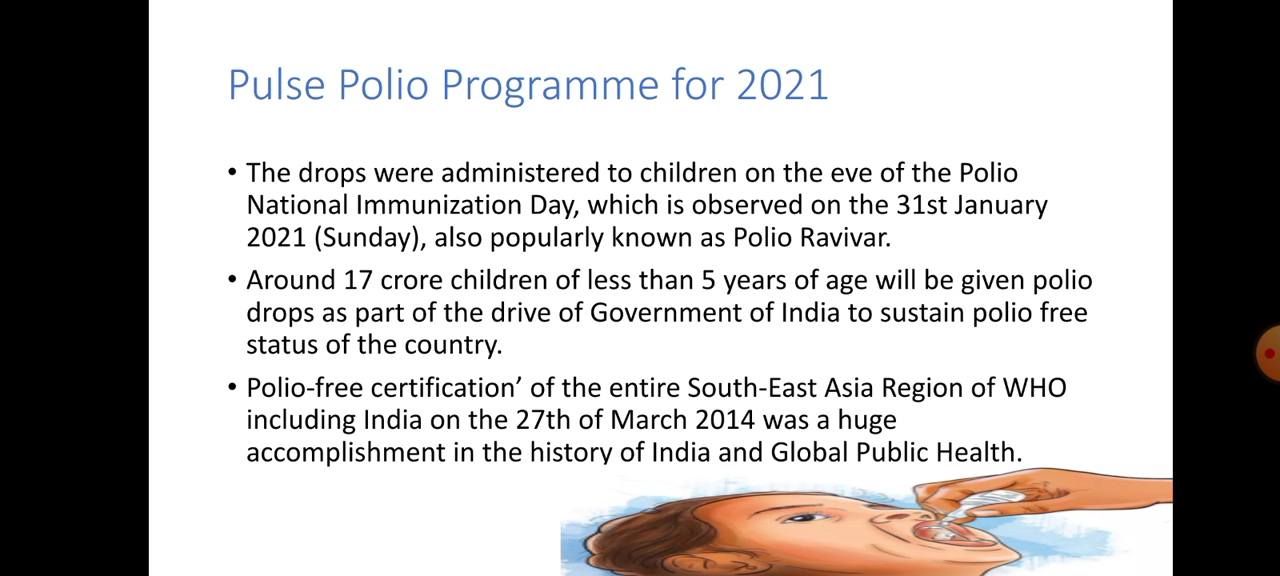 Pulse Polio Programme for 2021
• The drops were administered to children on the eve of the Polio
National Immunization Day, which is observed on the 31st January
2021 (Sunday), also popularly known as Polio Ravivar.
• Around 17 crore children of less than 5 years of age will be given polio
drops as part of the drive of Government of India to sustain polio free
status of the country.
• Polio-free certification’ of the entire South-East Asia Region of WHO
including India on the 27th of March 2014 was a huge
accomplishment in the history of India and Global Public Health.